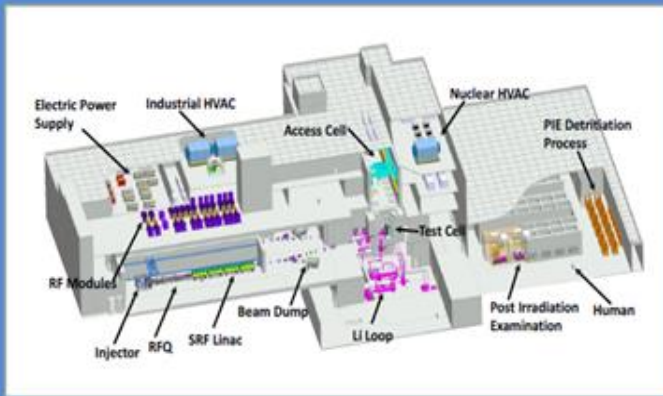 Industrial HVAC
Nuclear HVAC
Electric Power
Supply
Access Cell
PIE Detritiation
Process
Test Cell
RF Modules
Beam Dump
Post Irradiation
Examination
Human
Injector
RFQ
SRF Linac
Li Loop